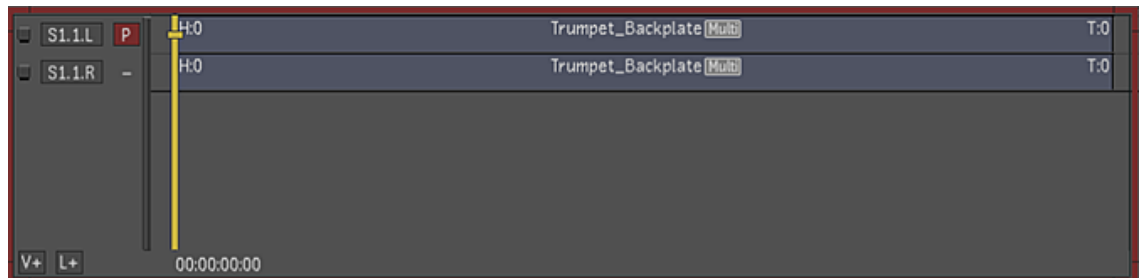 S1.1.L P H:0 Trumpet_Backplate Multi T:0
S1.1.R - H:0 Trumpet_Backplate Multi T:0
V+ L+ 00:00:00:00